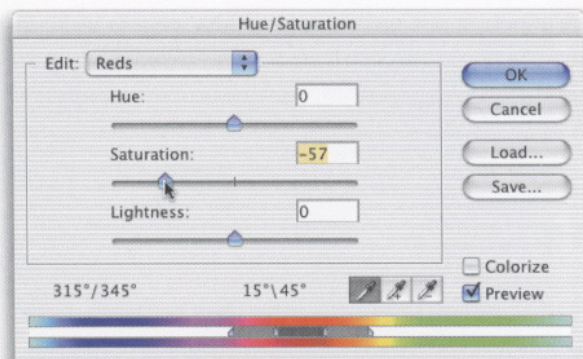 Hue/Saturation
Edit: Reds
OK
Hue: 0
Cancel
Saturation: -57
Load...
Save...
Lightness: 0
Colorize
315°/345° 15°\45°
Preview